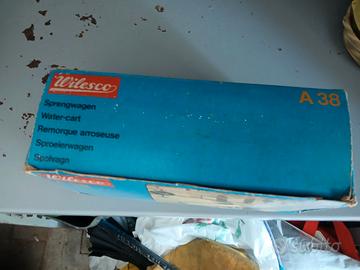 Wilesco
A 38
Sprengwagen
Water-cart
Remorque arroseuse
Sproeierwagen
Spolvagn
Wilesco